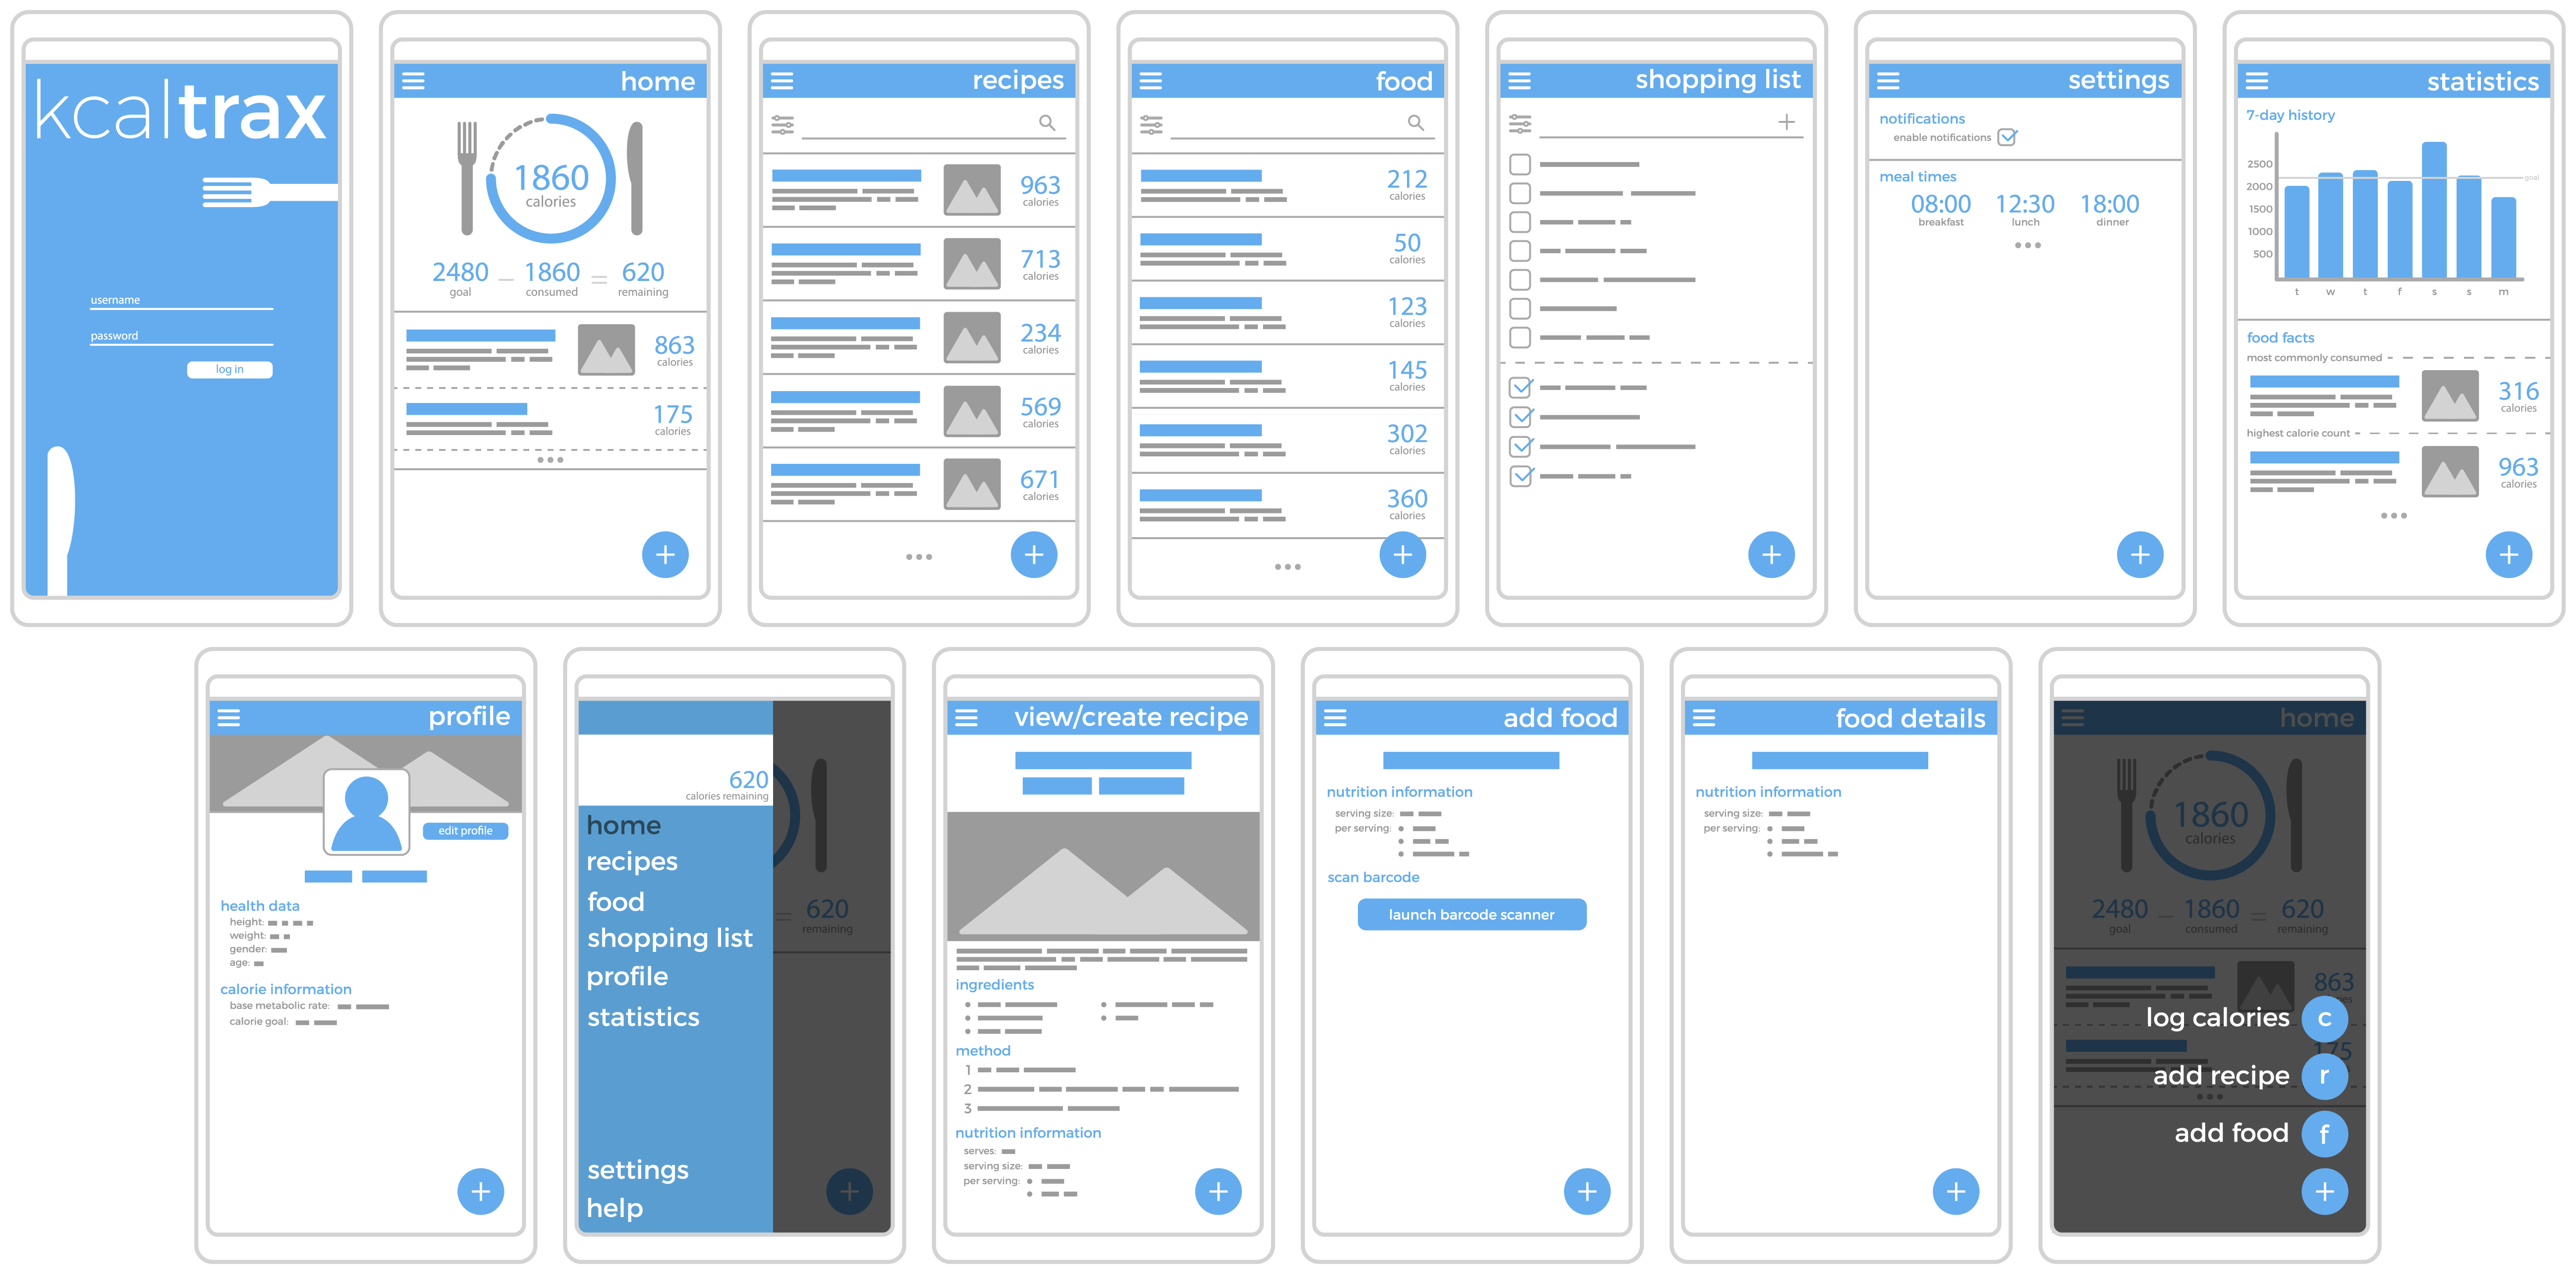 kcaltrax
username
password
log in
home
1860
calories
2480 – 1860 = 620
goal consumed remaining
863
calories
175
calories
recipes
963
calories
713
calories
234
calories
569
calories
671
calories
food
212
calories
50
calories
123
calories
145
calories
302
calories
360
calories
shopping list
settings
notifications
enable notifications
meal times
08:00 12:30 18:00
breakfast lunch dinner
statistics
7-day history
2500
goal
2000
1500
1000
500
t w t f s s m
food facts
most commonly consumed
316
calories
highest calorie count
963
calories
profile
edit profile
health data
height:
weight:
gender:
age:
calorie information
base metabolic rate:
calorie goal:
620
calories remaining
home
recipes
food
shopping list
profile
statistics
settings
help
= 620
remaining
view/create recipe
ingredients
method
1
2
3
nutrition information
serves:
serving size:
per serving:
add food
nutrition information
serving size:
per serving:
scan barcode
launch barcode scanner
food details
nutrition information
serving size:
per serving:
home
1860
calories
2480 – 1860 = 620
goal consumed remaining
863
log calories c
175
add recipe r
add food f